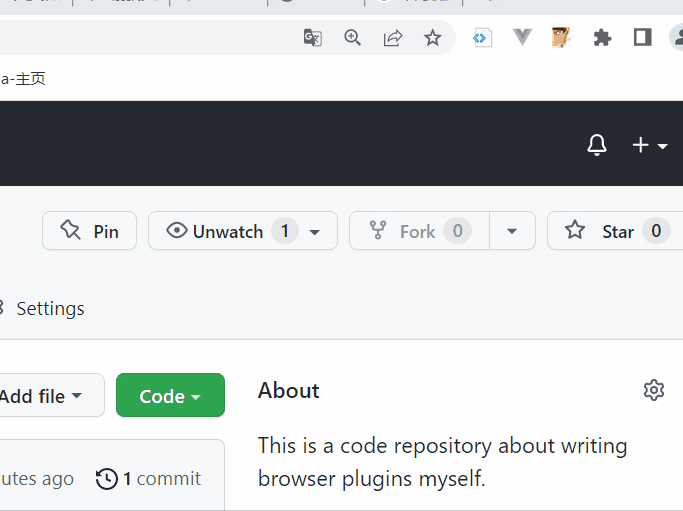 a-主页
Pin
Unwatch 1
Fork 0
Star 0
Settings
Add file
Code
About
utes ago
1 commit
This is a code repository about writing
browser plugins myself.